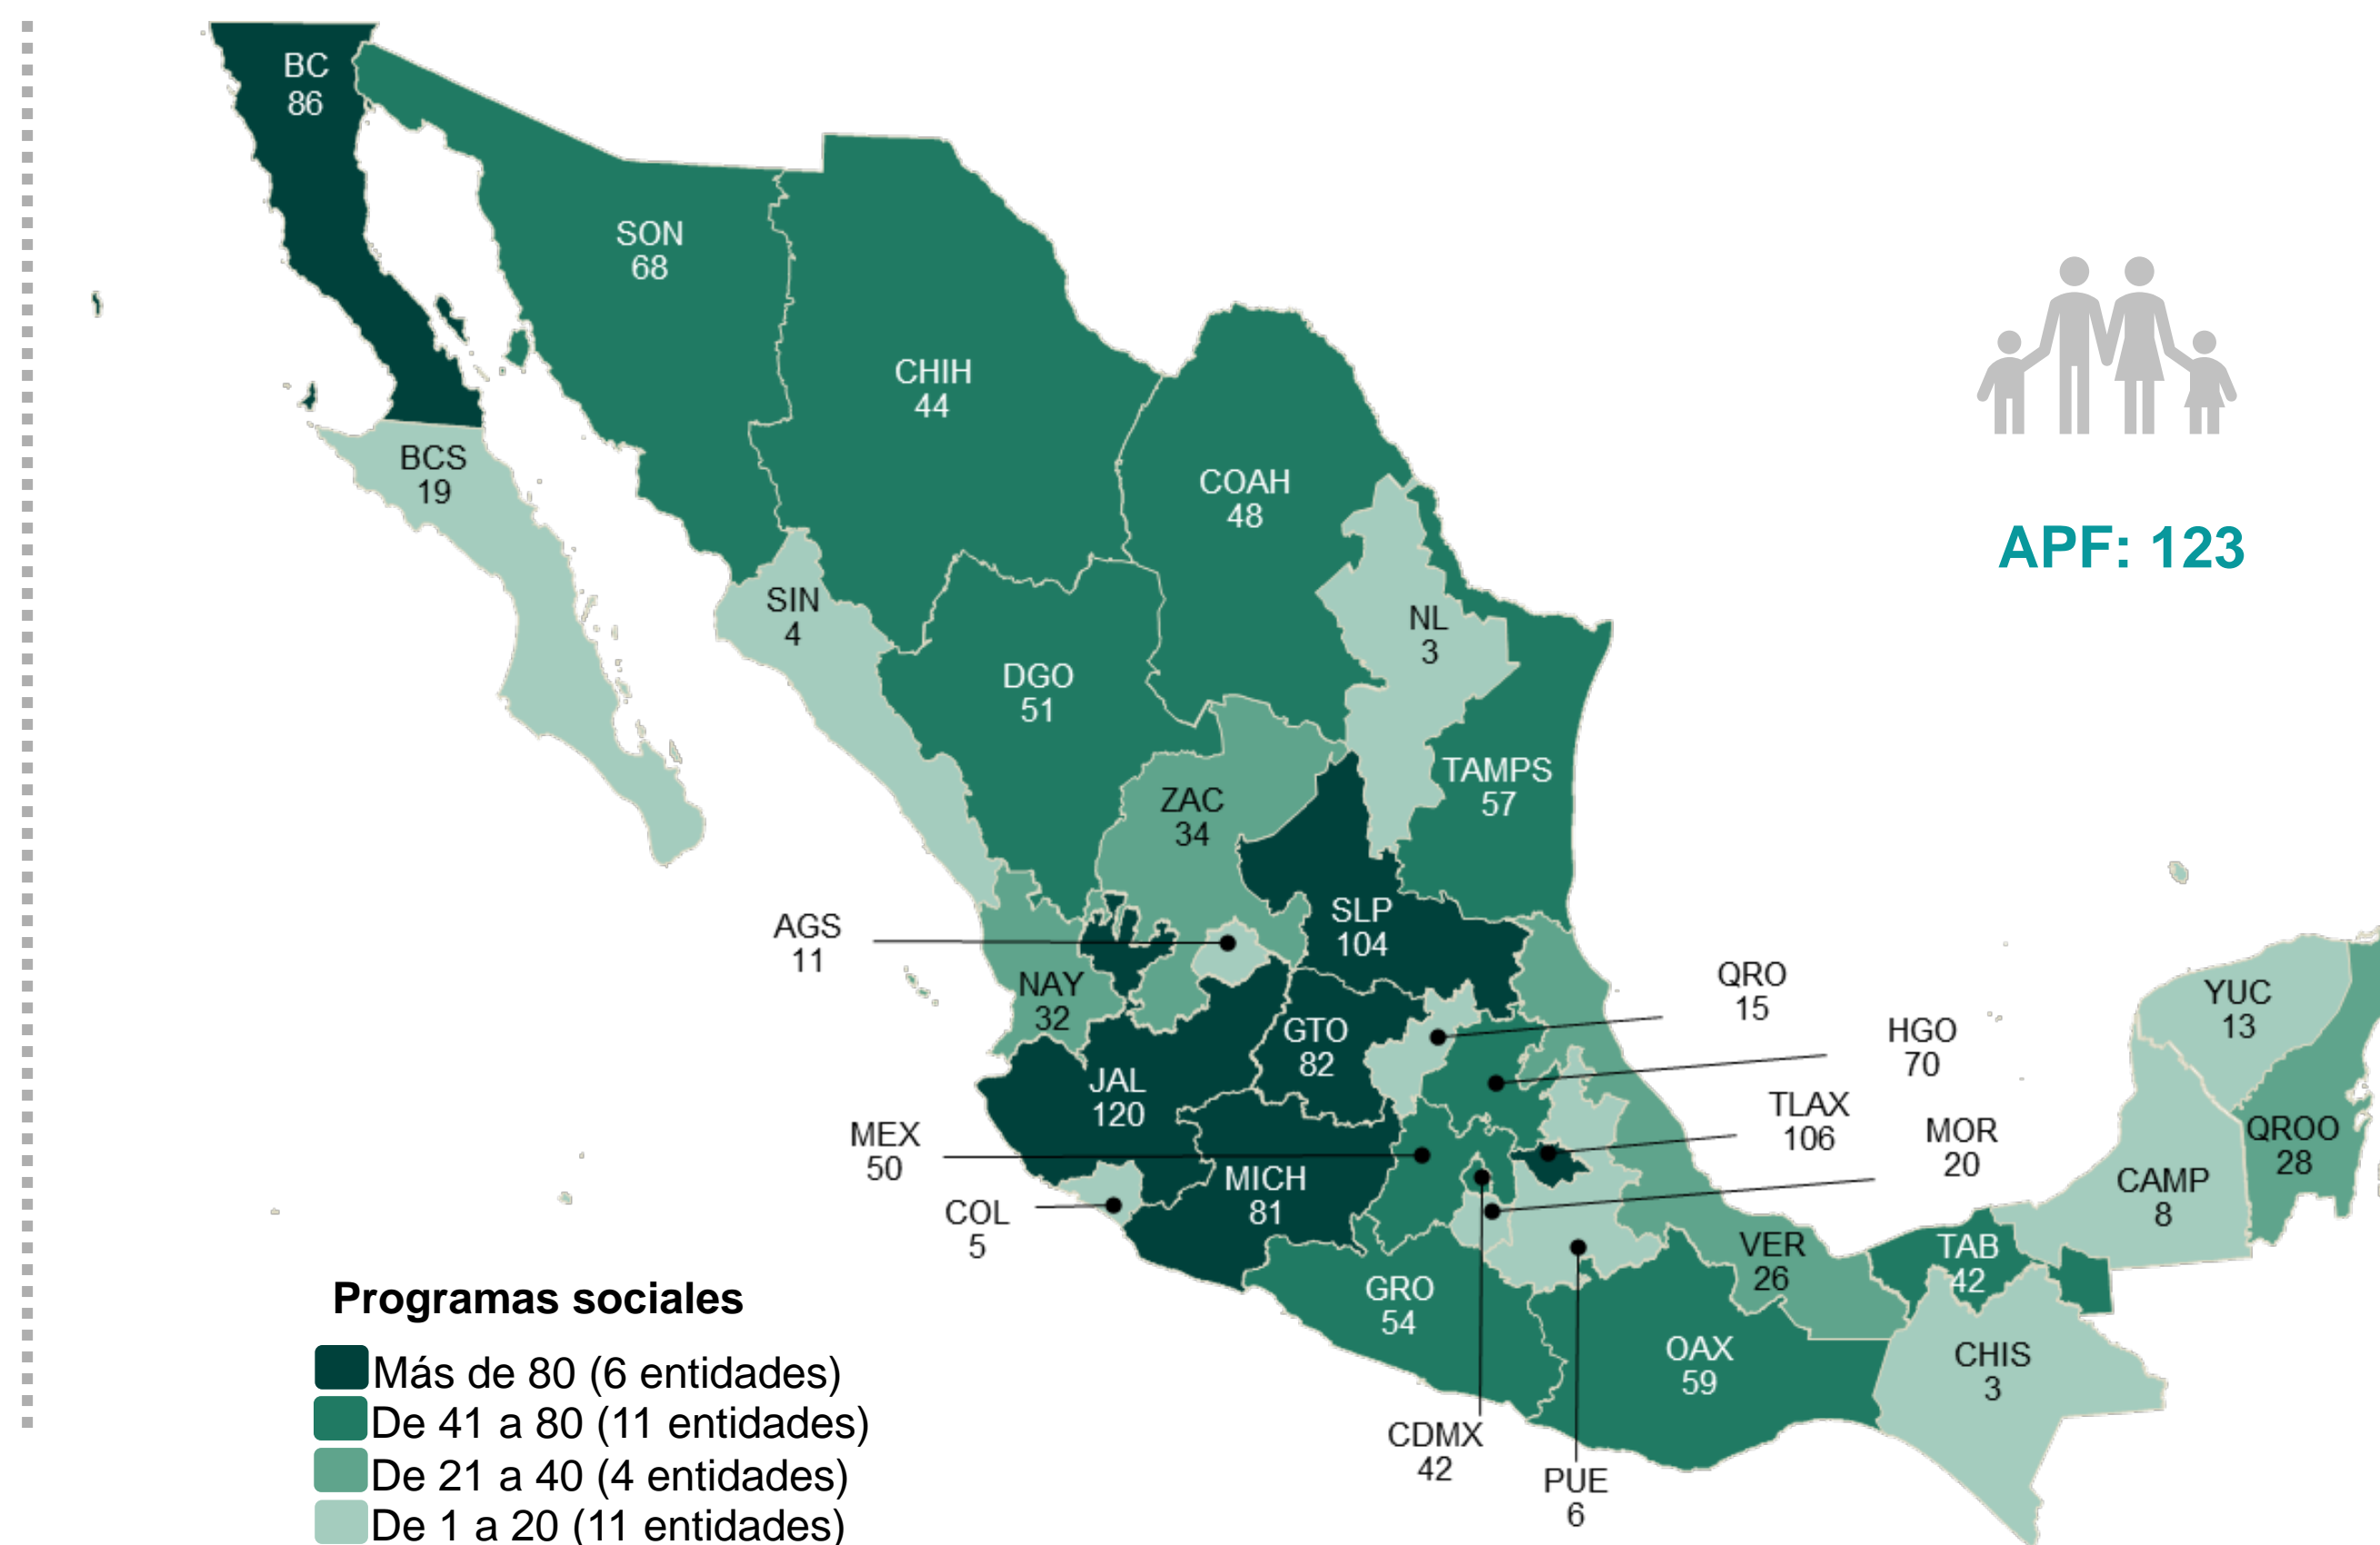 BC
86
SON
68
CHIH
44
COAH
48
BCS
19
APF: 123
SIN
4
NL
3
DGO
51
TAMPS
57
ZAC
34
SLP
104
AGS
11
NAY
32
QRO
15
YUC
13
GTO
82
HGO
70
JAL
120
TLAX
106
MOR
20
QROO
28
MEX
50
MICH
81
CAMP
8
COL
5
VER
26
TAB
42
GRO
54
OAX
59
CHIS
3
CDMX
42
PUE
6
Programas sociales
Más de 80 (6 entidades)
De 41 a 80 (11 entidades)
De 21 a 40 (4 entidades)
De 1 a 20 (11 entidades)